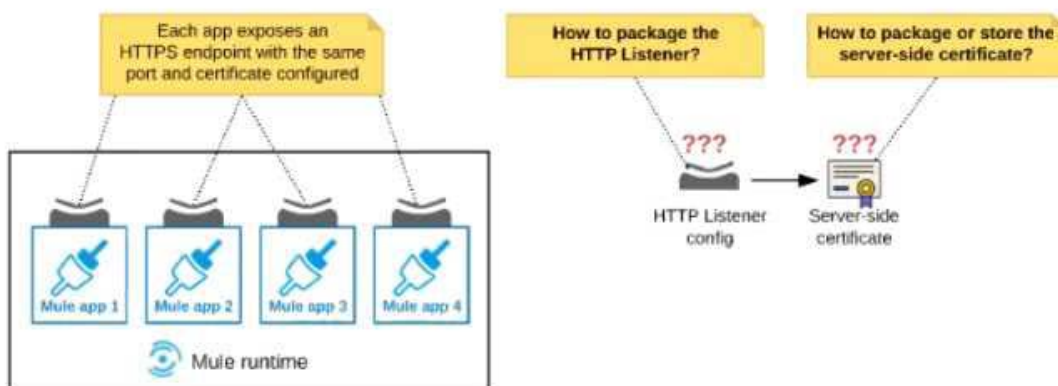 Each app exposes an
HTTPS endpoint with the same
port and certificate configured
How to package the
HTTP Listener?
How to package or store the
server-side certificate?
???
???
HTTP Listener
config
Server-side
certificate
Mule app 1
Mule app 2
Mule app 3
Mule app 4
Mule runtime